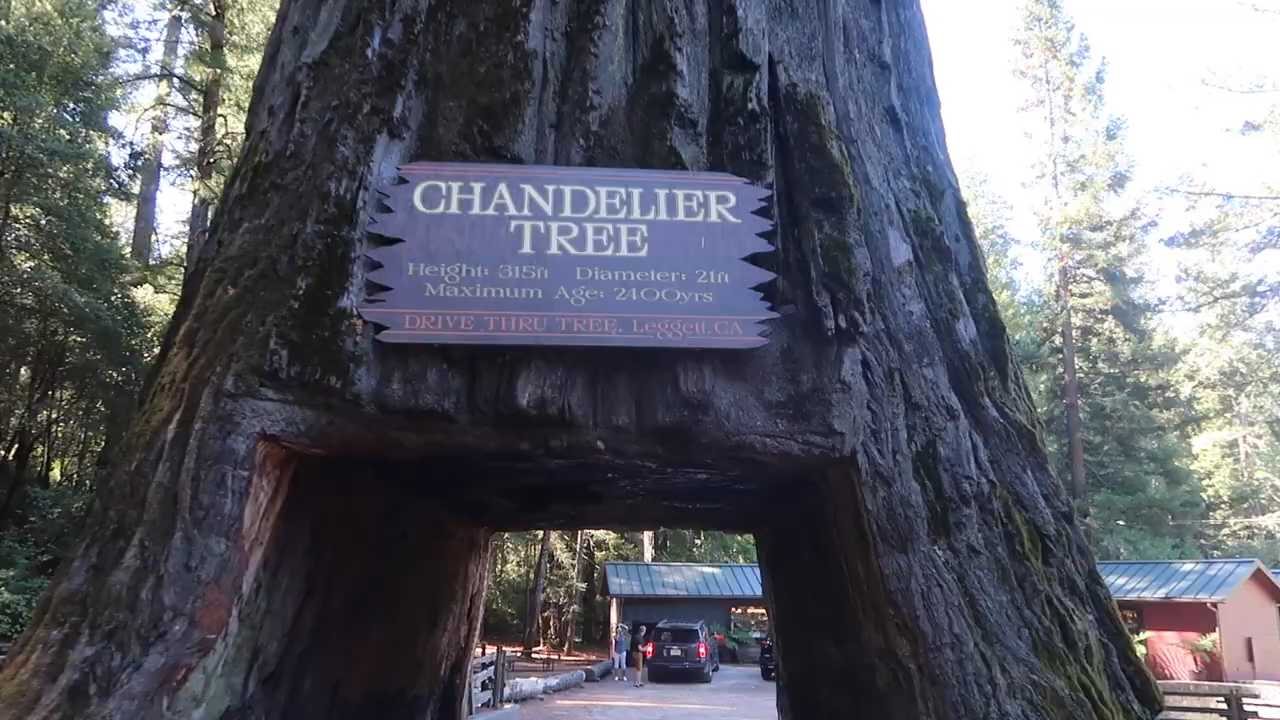 CHANDELIER
TREE
Height: 315ft Diameter: 21ft
Maximum Age: 2400yrs
DRIVE THRU TREE, Leggett, CA